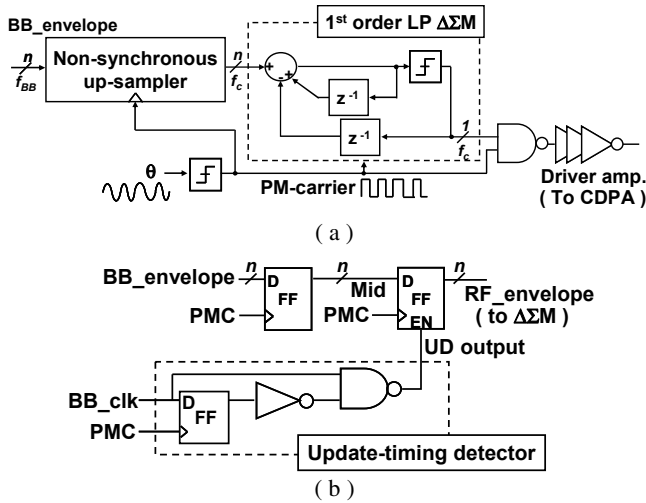 BB_envelope
n
f_BB
Non-synchronous
up-sampler
n
f_c
1st order LP ΔΣM
+
-
+
z -1
z -1
1
f_c
θ
PM-carrier
Driver amp.
( To CDPA )
( a )
BB_envelope
n
D
FF
PMC
n
Mid
D
FF
EN
PMC
n
RF_envelope
( to ΔΣM )
UD output
BB_clk
D
FF
PMC
Update-timing detector
( b )